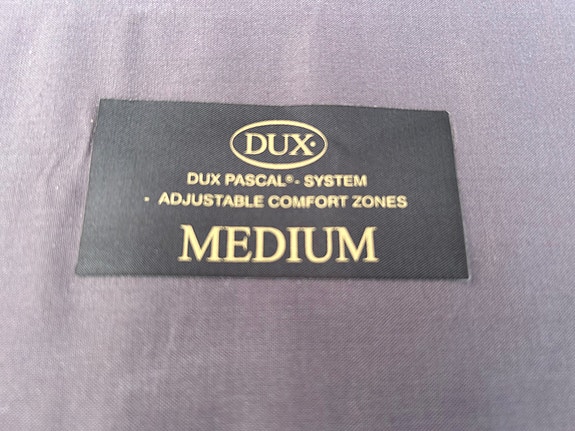 DUX·
DUX PASCAL®- SYSTEM
· ADJUSTABLE COMFORT ZONES
MEDIUM